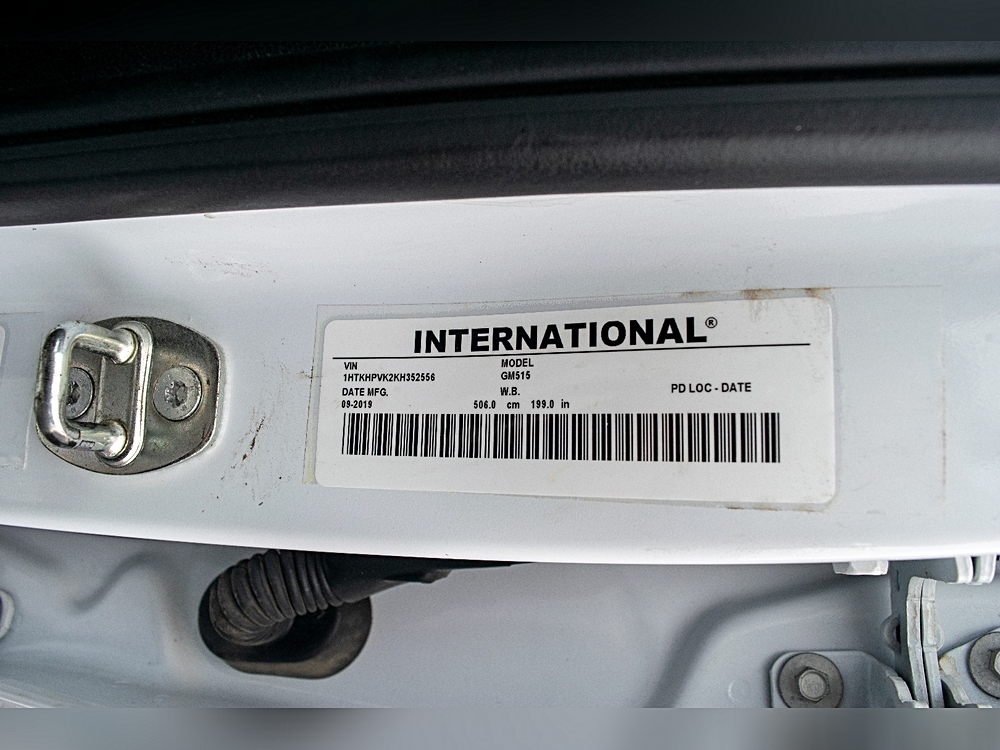 INTERNATIONAL®
VIN MODEL
1HTKHPVK2KH352556 GM515
DATE MFG. W.B. PD LOC - DATE
09-2019 506.0 cm 199.0 in